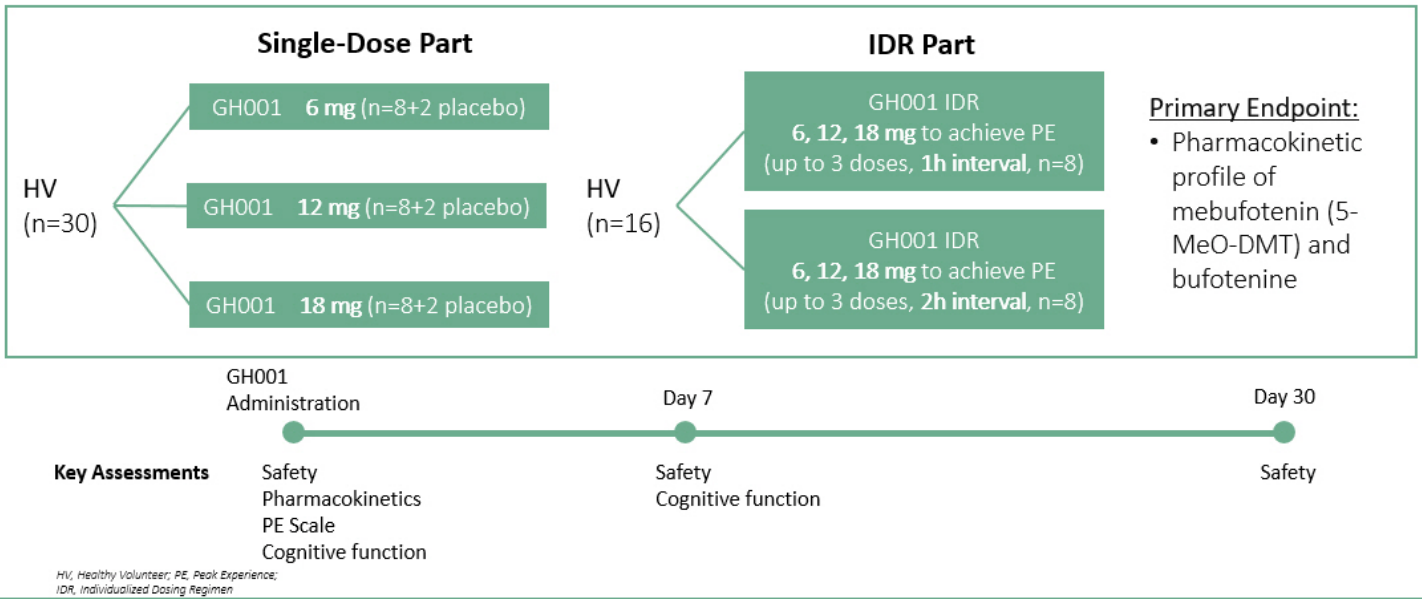 Single-Dose Part
GH001 6 mg (n=8+2 placebo)
HV
(n=30)
GH001 12 mg (n=8+2 placebo)
GH001 18 mg (n=8+2 placebo)
IDR Part
GH001 IDR
6, 12, 18 mg to achieve PE
(up to 3 doses, 1h interval, n=8)
HV
(n=16)
GH001 IDR
6, 12, 18 mg to achieve PE
(up to 3 doses, 2h interval, n=8)
Primary Endpoint:
• Pharmacokinetic
profile of
mebufotenin (5-
MeO-DMT) and
bufotenine
GH001
Administration
Day 7
Day 30
Key Assessments
Safety
Pharmacokinetics
PE Scale
Cognitive function
Safety
Cognitive function
Safety
HV, Healthy Volunteer; PE, Peak Experience;
IDR, Individualized Dosing Regimen